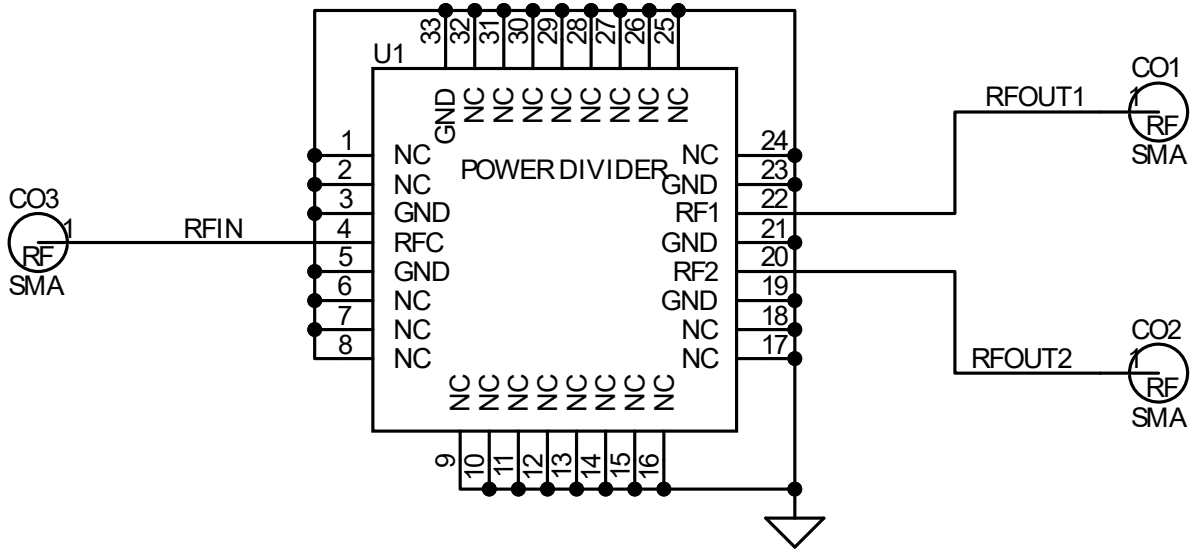 33
32
31
30
29
28
27
26
25
U1
GND
NC
NC
NC
NC
NC
NC
NC
NC
POWER DIVIDER
1 NC
2 NC
3 GND
4 RFC
5 GND
6 NC
7 NC
8 NC
NC 24
GND 23
RF1 22
GND 21
RF2 20
GND 19
NC 18
NC 17
NC
NC
NC
NC
NC
NC
NC
NC
9
10
11
12
13
14
15
16
CO3
1
RF
SMA
RFIN
RFOUT1
CO1
1
RF
SMA
RFOUT2
CO2
1
RF
SMA